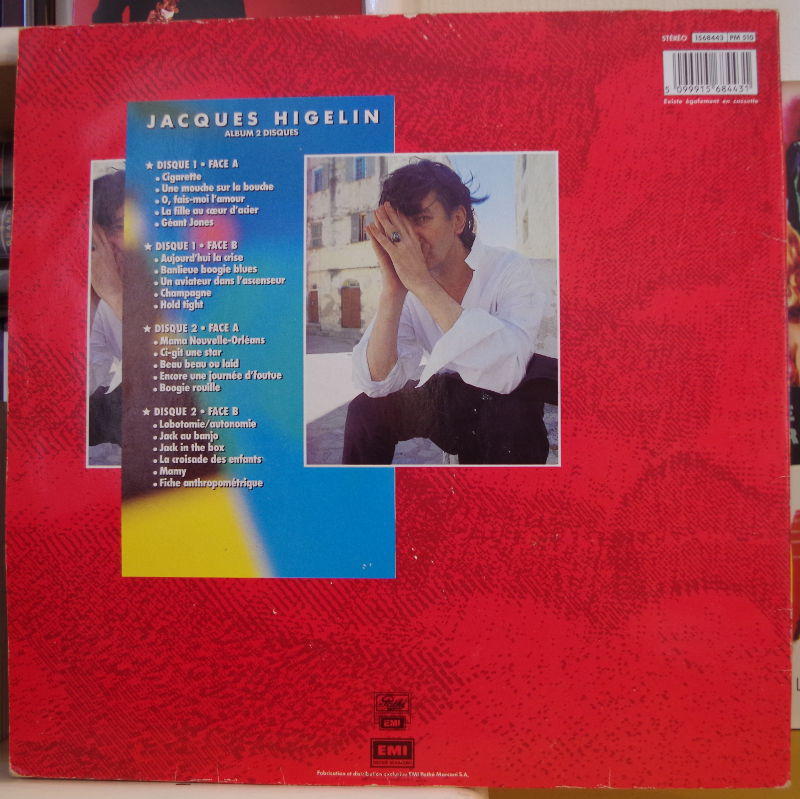 STÉRÉO 1568443 PM 510
5 099915 684431
Existe également en cassette
JACQUES HIGELIN
ALBUM 2 DISQUES
★ DISQUE 1 • FACE A
• Cigarette
• Une mouche sur la bouche
• O, fais-moi l'amour
• La fille au cœur d'acier
• Géant Jones
★ DISQUE 1 • FACE B
• Aujourd'hui la crise
• Banlieue boogie blues
• Un aviateur dans l'ascenseur
• Champagne
• Hold tight
★ DISQUE 2 • FACE A
• Mama Nouvelle-Orléans
• Ci-git une star
• Beau beau ou laid
• Encore une journée d'foutue
• Boogie rouille
★ DISQUE 2 • FACE B
• Lobotomie/autonomie
• Jack au banjo
• Jack in the box
• La croisade des enfants
• Mamy
• Fiche anthropométrique
Pathé
EMI
EMI
Fabrication et distribution exclusive EMI Pathé Marconi S.A.